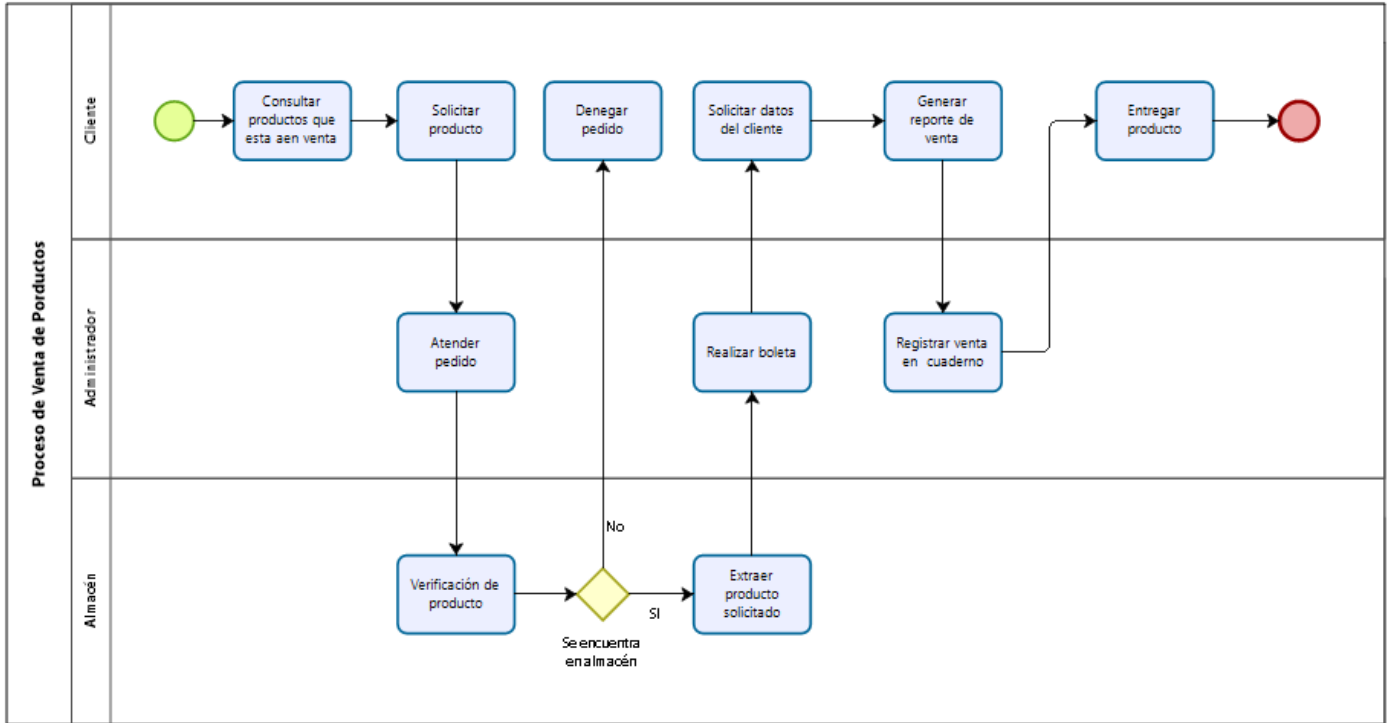 Proceso de Venta de Porductos
Cliente
Consultar
productos que
esta aen venta
Solicitar
producto
Denegar
pedido
Solicitar datos
del cliente
Generar
reporte de
venta
Entregar
producto
Administrador
Atender
pedido
Realizar boleta
Registrar venta
en cuaderno
Almacén
Verificación de
producto
No
SI
Se encuentra
en almacén
Extraer
producto
solicitado